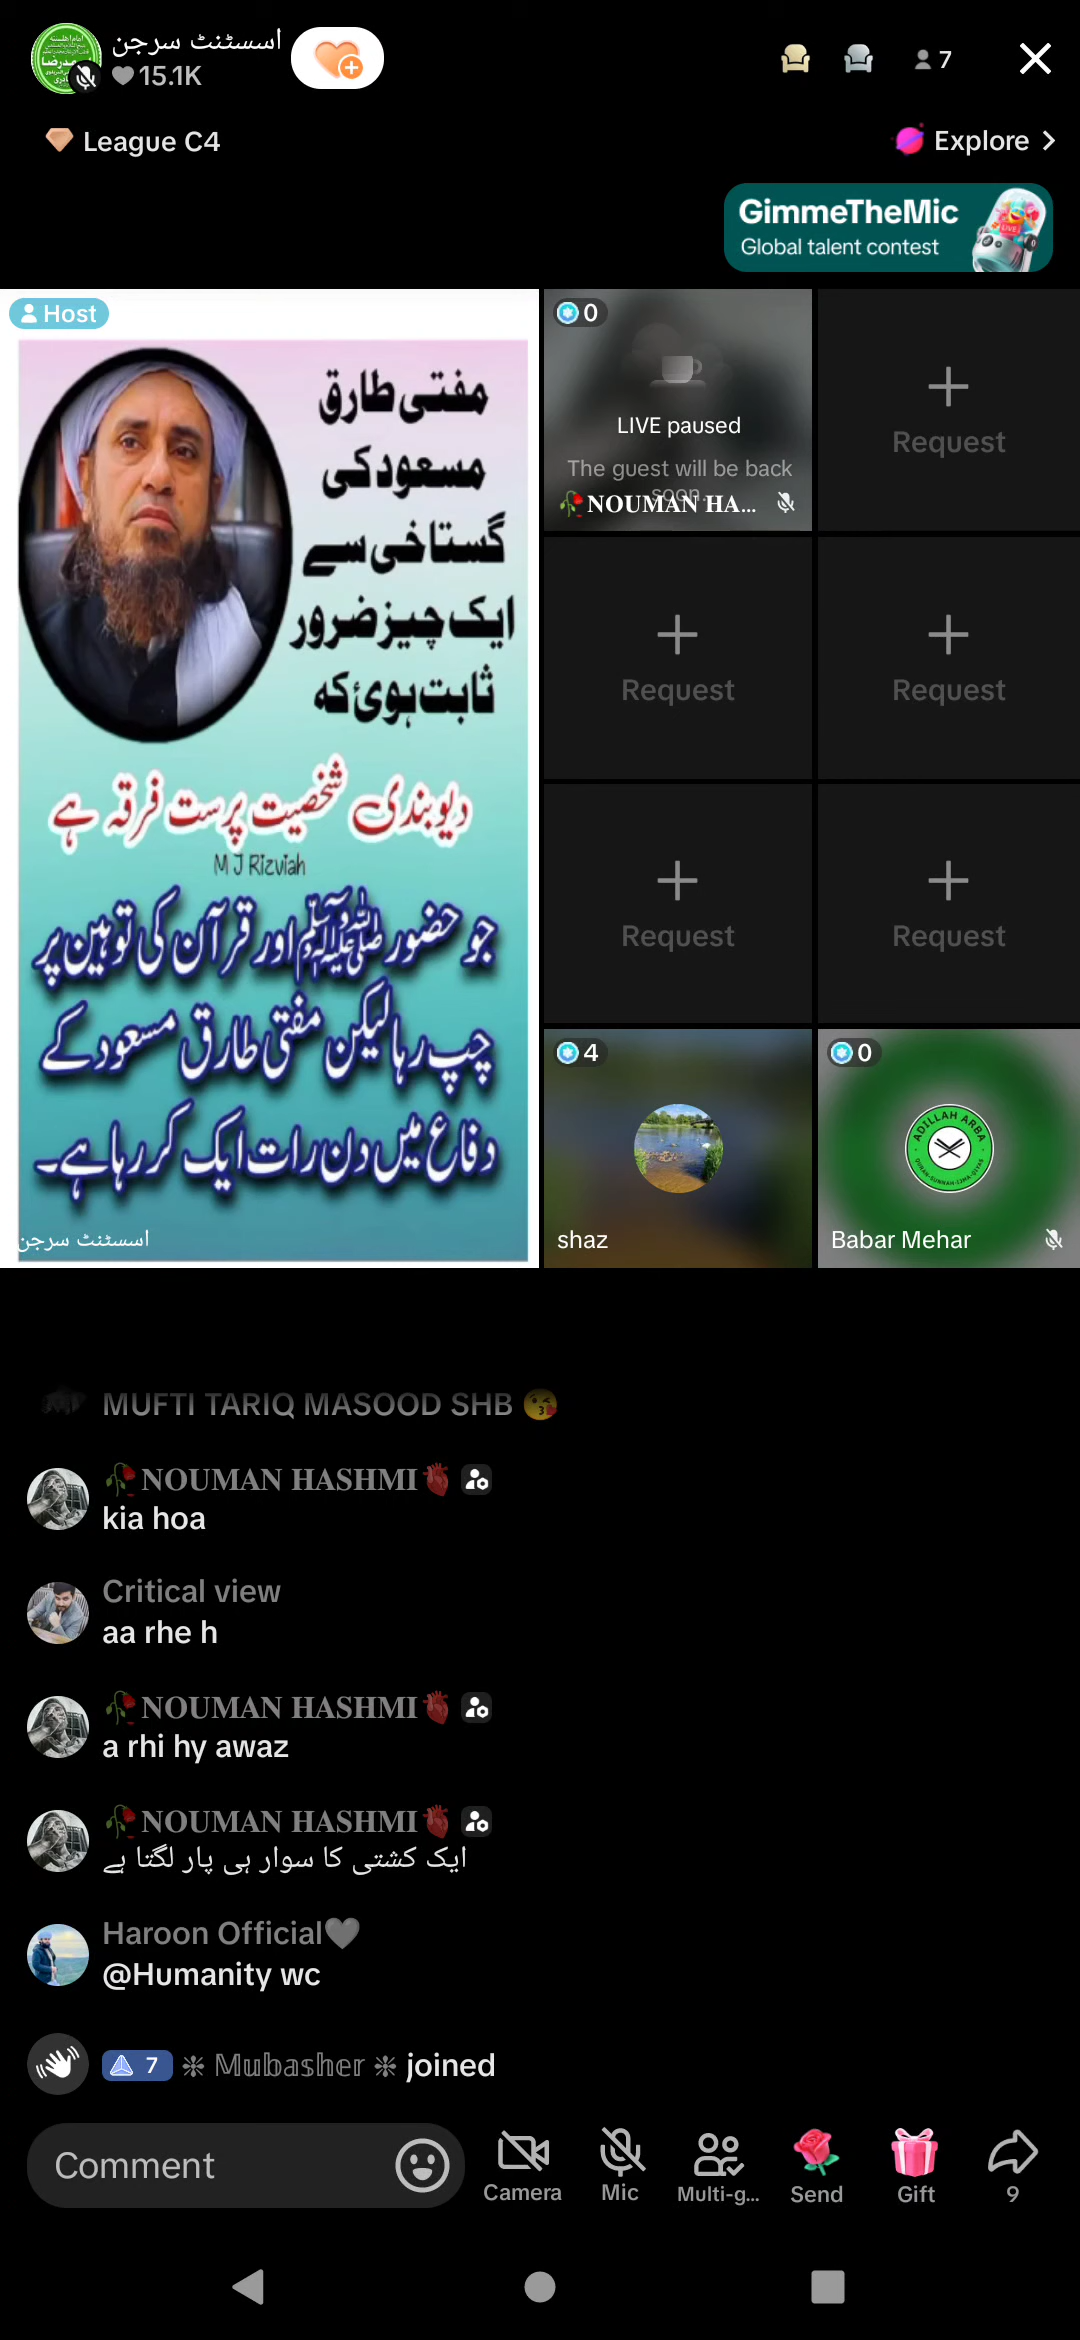 اسسٹنٹ سرجن
15.1K
7
League C4
Explore
GimmeTheMic
Global talent contest
Host
مفتی طارق
مسعود کی
گستاخی سے
ایک چیز ضرور
ثابت ہوئ کہ
دیوبندی شخصیت پرست فرقہ ہے
M J Rizviah
جو حضور ﷺ اور قرآن کی توہین پر
چپ رہا لیکن مفتی طارق مسعود کے
دفاع میں دن رات ایک کر رہا ہے۔
اسسٹنٹ سرجن
0
LIVE paused
The guest will be back
soon.
NOUMAN HA...
Request
Request
Request
Request
Request
4
shaz
0
ADILLAH ARBA
Babar Mehar
MUFTI TARIQ MASOOD SHB 😘
🥀NOUMAN HASHMI🫀
kia hoa
Critical view
aa rhe h
🥀NOUMAN HASHMI🫀
a rhi hy awaz
🥀NOUMAN HASHMI🫀
ایک کشتی کا سوار ہی پار لگتا ہے
Haroon Official🖤
@Humanity wc
7 ❈ 𝕄𝕦𝕓𝕒𝕤𝕙𝕖𝕣 ❈ joined
Comment
Camera
Mic
Multi-g...
Send
Gift
9